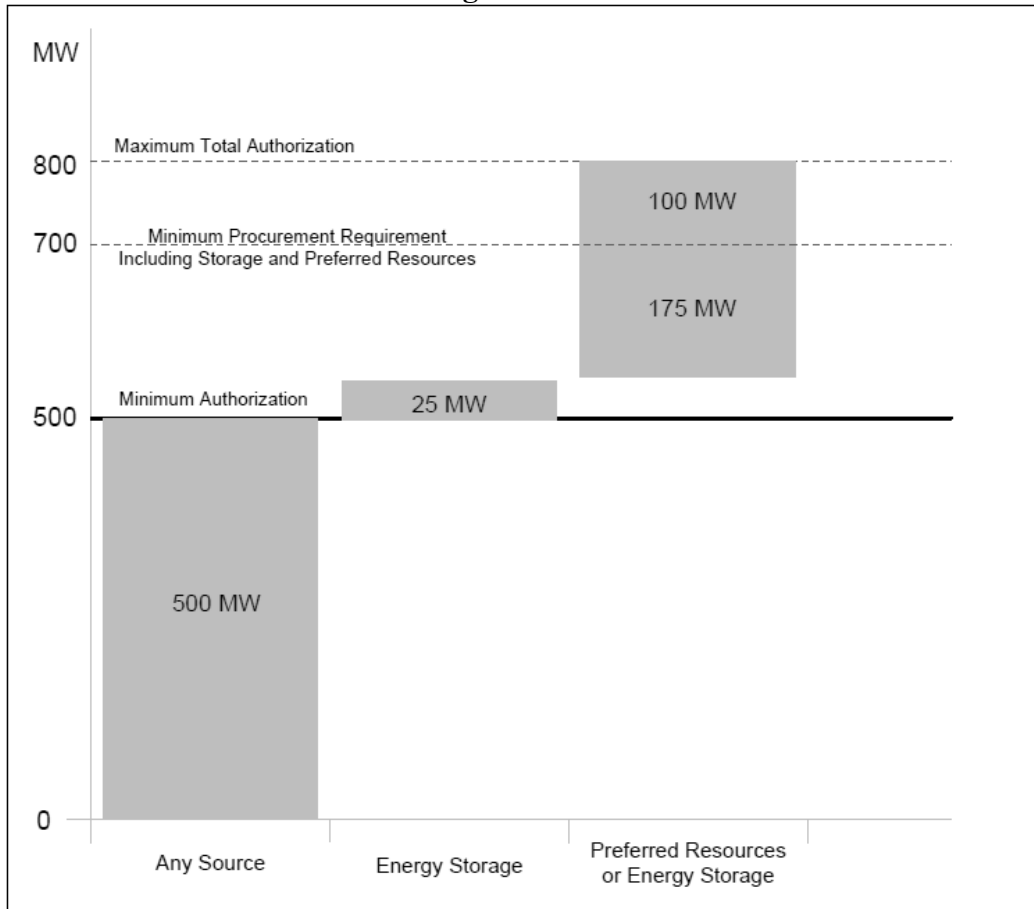 MW
Maximum Total Authorization
800
100 MW
700
Minimum Procurement Requirement
Including Storage and Preferred Resources
175 MW
Minimum Authorization
500
25 MW
500 MW
0
Any Source
Energy Storage
Preferred Resources
or Energy Storage